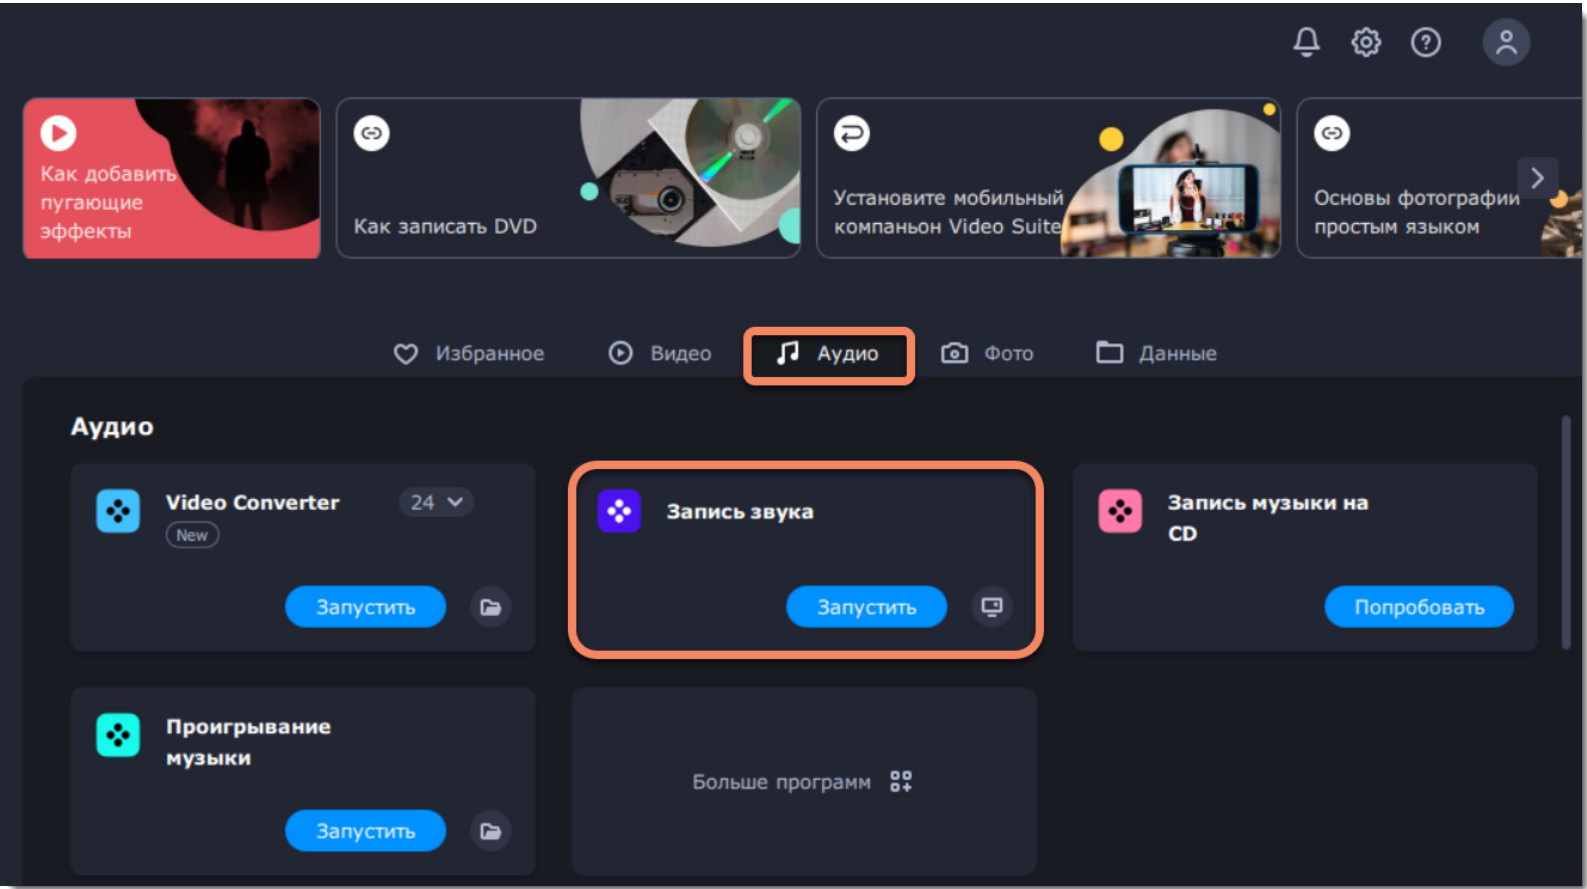 Как добавить
пугающие
эффекты
Как записать DVD
Установите мобильный
компаньон Video Suite
Основы фотографии
простым языком
Избранное
Видео
Аудио
Фото
Данные
Аудио
Video Converter
24
New
Запустить
Запись звука
Запустить
Запись музыки на
CD
Попробовать
Проигрывание
музыки
Запустить
Больше программ